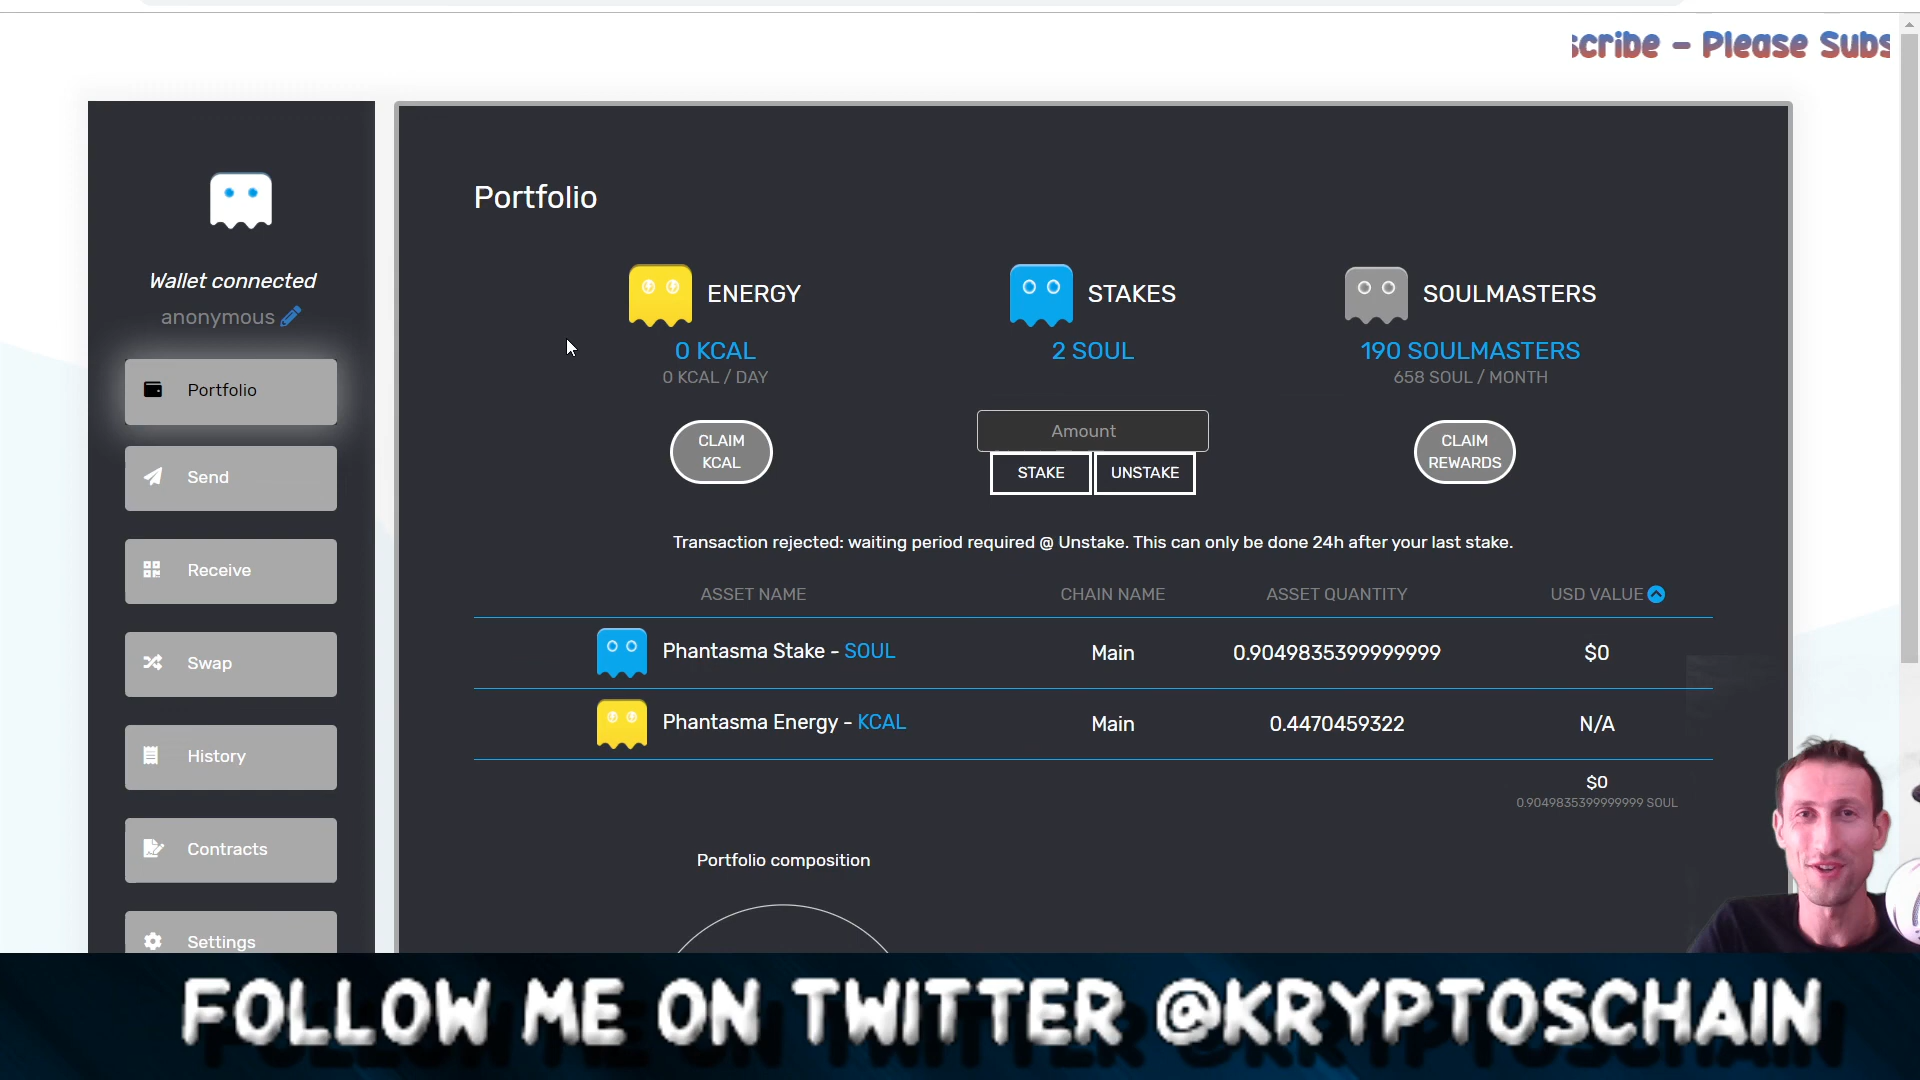 scribe - Please Subs
Wallet connected
anonymous
Portfolio
Send
Receive
Swap
History
Contracts
Settings
Portfolio
ENERGY
0 KCAL
0 KCAL / DAY
CLAIM
KCAL
STAKES
2 SOUL
Amount
STAKE
UNSTAKE
SOULMASTERS
190 SOULMASTERS
658 SOUL / MONTH
CLAIM
REWARDS
Transaction rejected: waiting period required @ Unstake. This can only be done 24h after your last stake.
ASSET NAME CHAIN NAME ASSET QUANTITY USD VALUE
Phantasma Stake - SOUL Main 0.9049835399999999 $0
Phantasma Energy - KCAL Main 0.4470459322 N/A
$0
0.9049835399999999 SOUL
Portfolio composition
FOLLOW ME ON TWITTER @KRYPTOSCHAIN